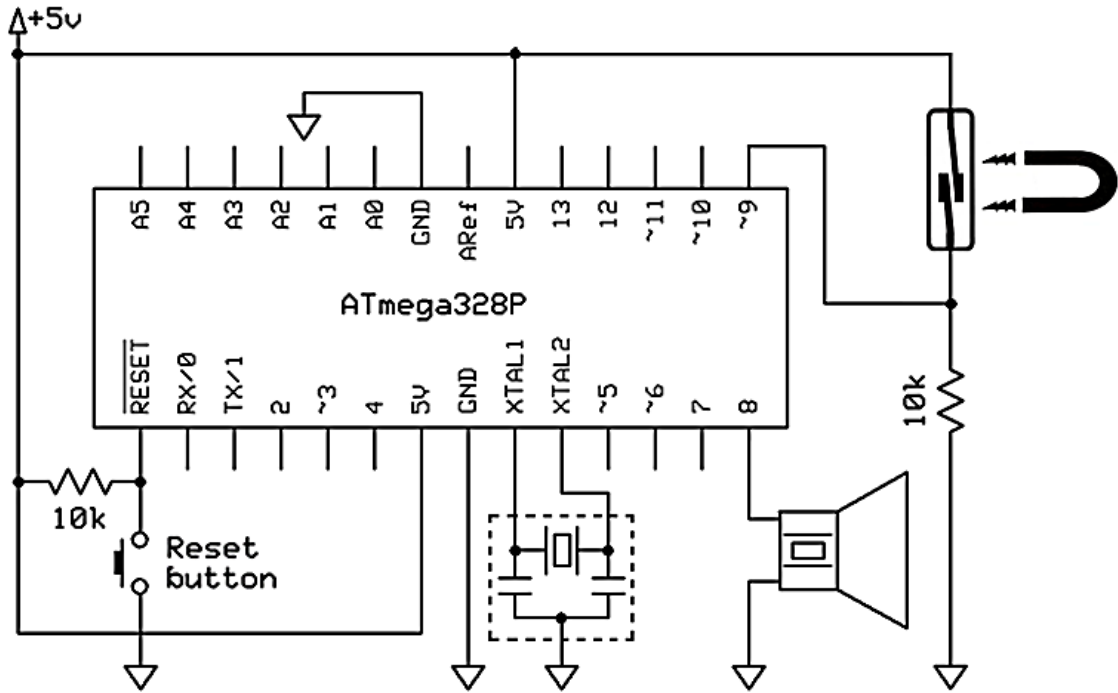 +5v
A5 A4 A3 A2 A1 A0 GND ARef 5V 13 12 ~11 ~10 ~9
ATmega328P
RESET RX/0 TX/1 2 ~3 4 5V GND XTAL1 XTAL2 ~5 ~6 7 8
10k
10k
Reset
button